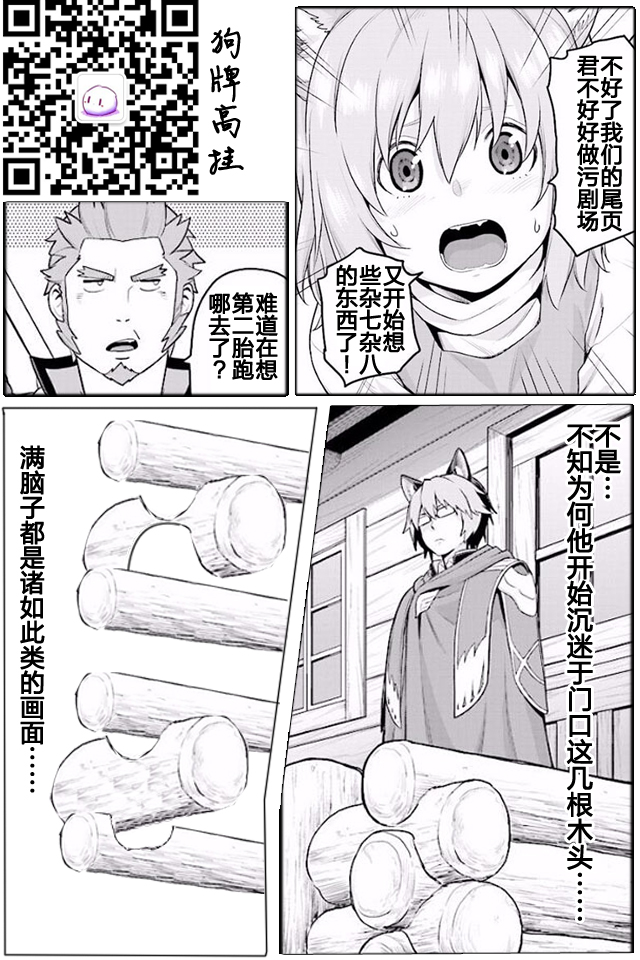 不好了我们的尾页
君不好好做污剧场
又开始想
些杂七杂八
的东西了！
狗牌高挂
难道在想
第二胎跑
哪去了？
不是…
不知为何他开始沉迷于门口这几根木头……
满脑子都是诸如此类的画面……